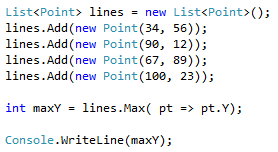 List<Point> lines = new List<Point>();
lines.Add(new Point(34, 56));
lines.Add(new Point(90, 12));
lines.Add(new Point(67, 89));
lines.Add(new Point(100, 23));
int maxY = lines.Max( pt => pt.Y);
Console.WriteLine(maxY);